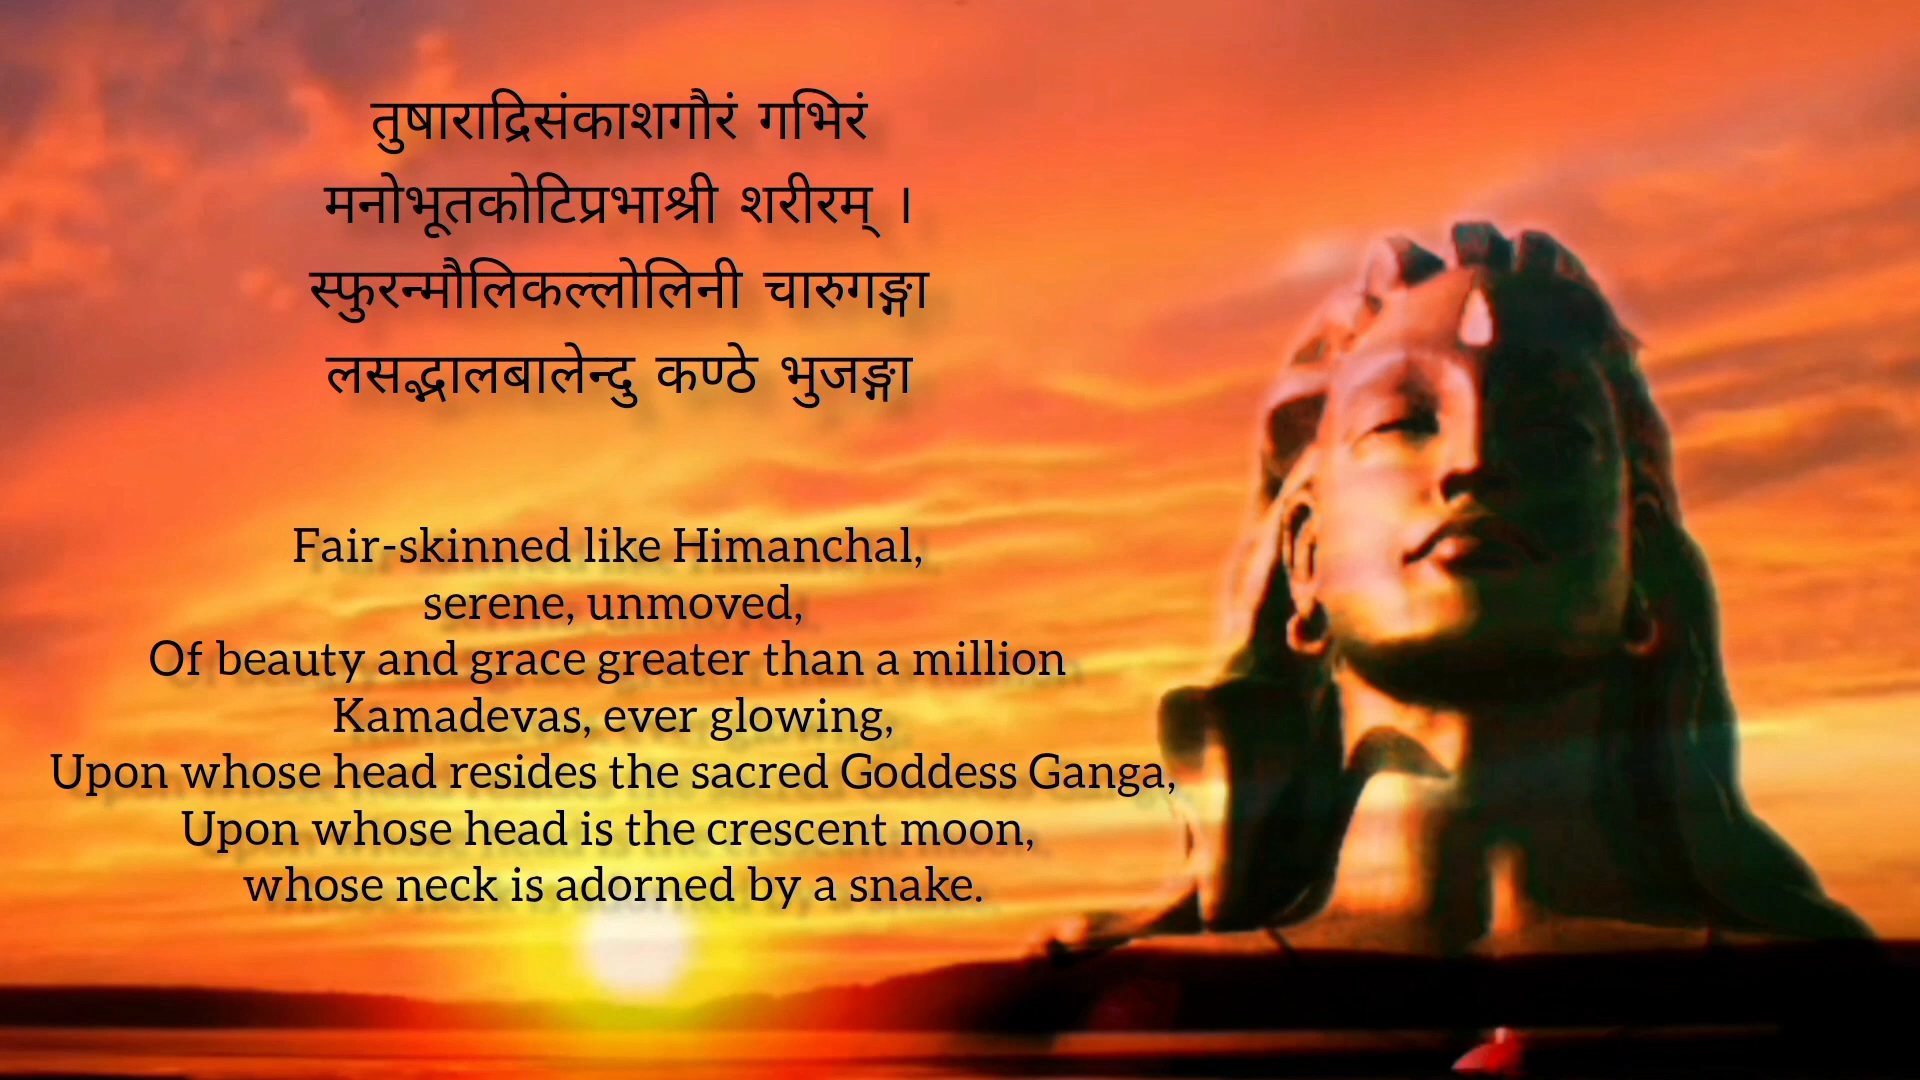 तुषाराद्रिसंकाशगौरं गभिरं
मनोभूतकोटिप्रभाश्री शरीरम् ।
स्फुरन्मौलिकल्लोलिनी चारुगङ्गा
लसद्भालबालेन्दु कण्ठे भुजङ्गा
Fair-skinned like Himanchal,
serene, unmoved,
Of beauty and grace greater than a million
Kamadevas, ever glowing,
Upon whose head resides the sacred Goddess Ganga,
Upon whose head is the crescent moon,
whose neck is adorned by a snake.